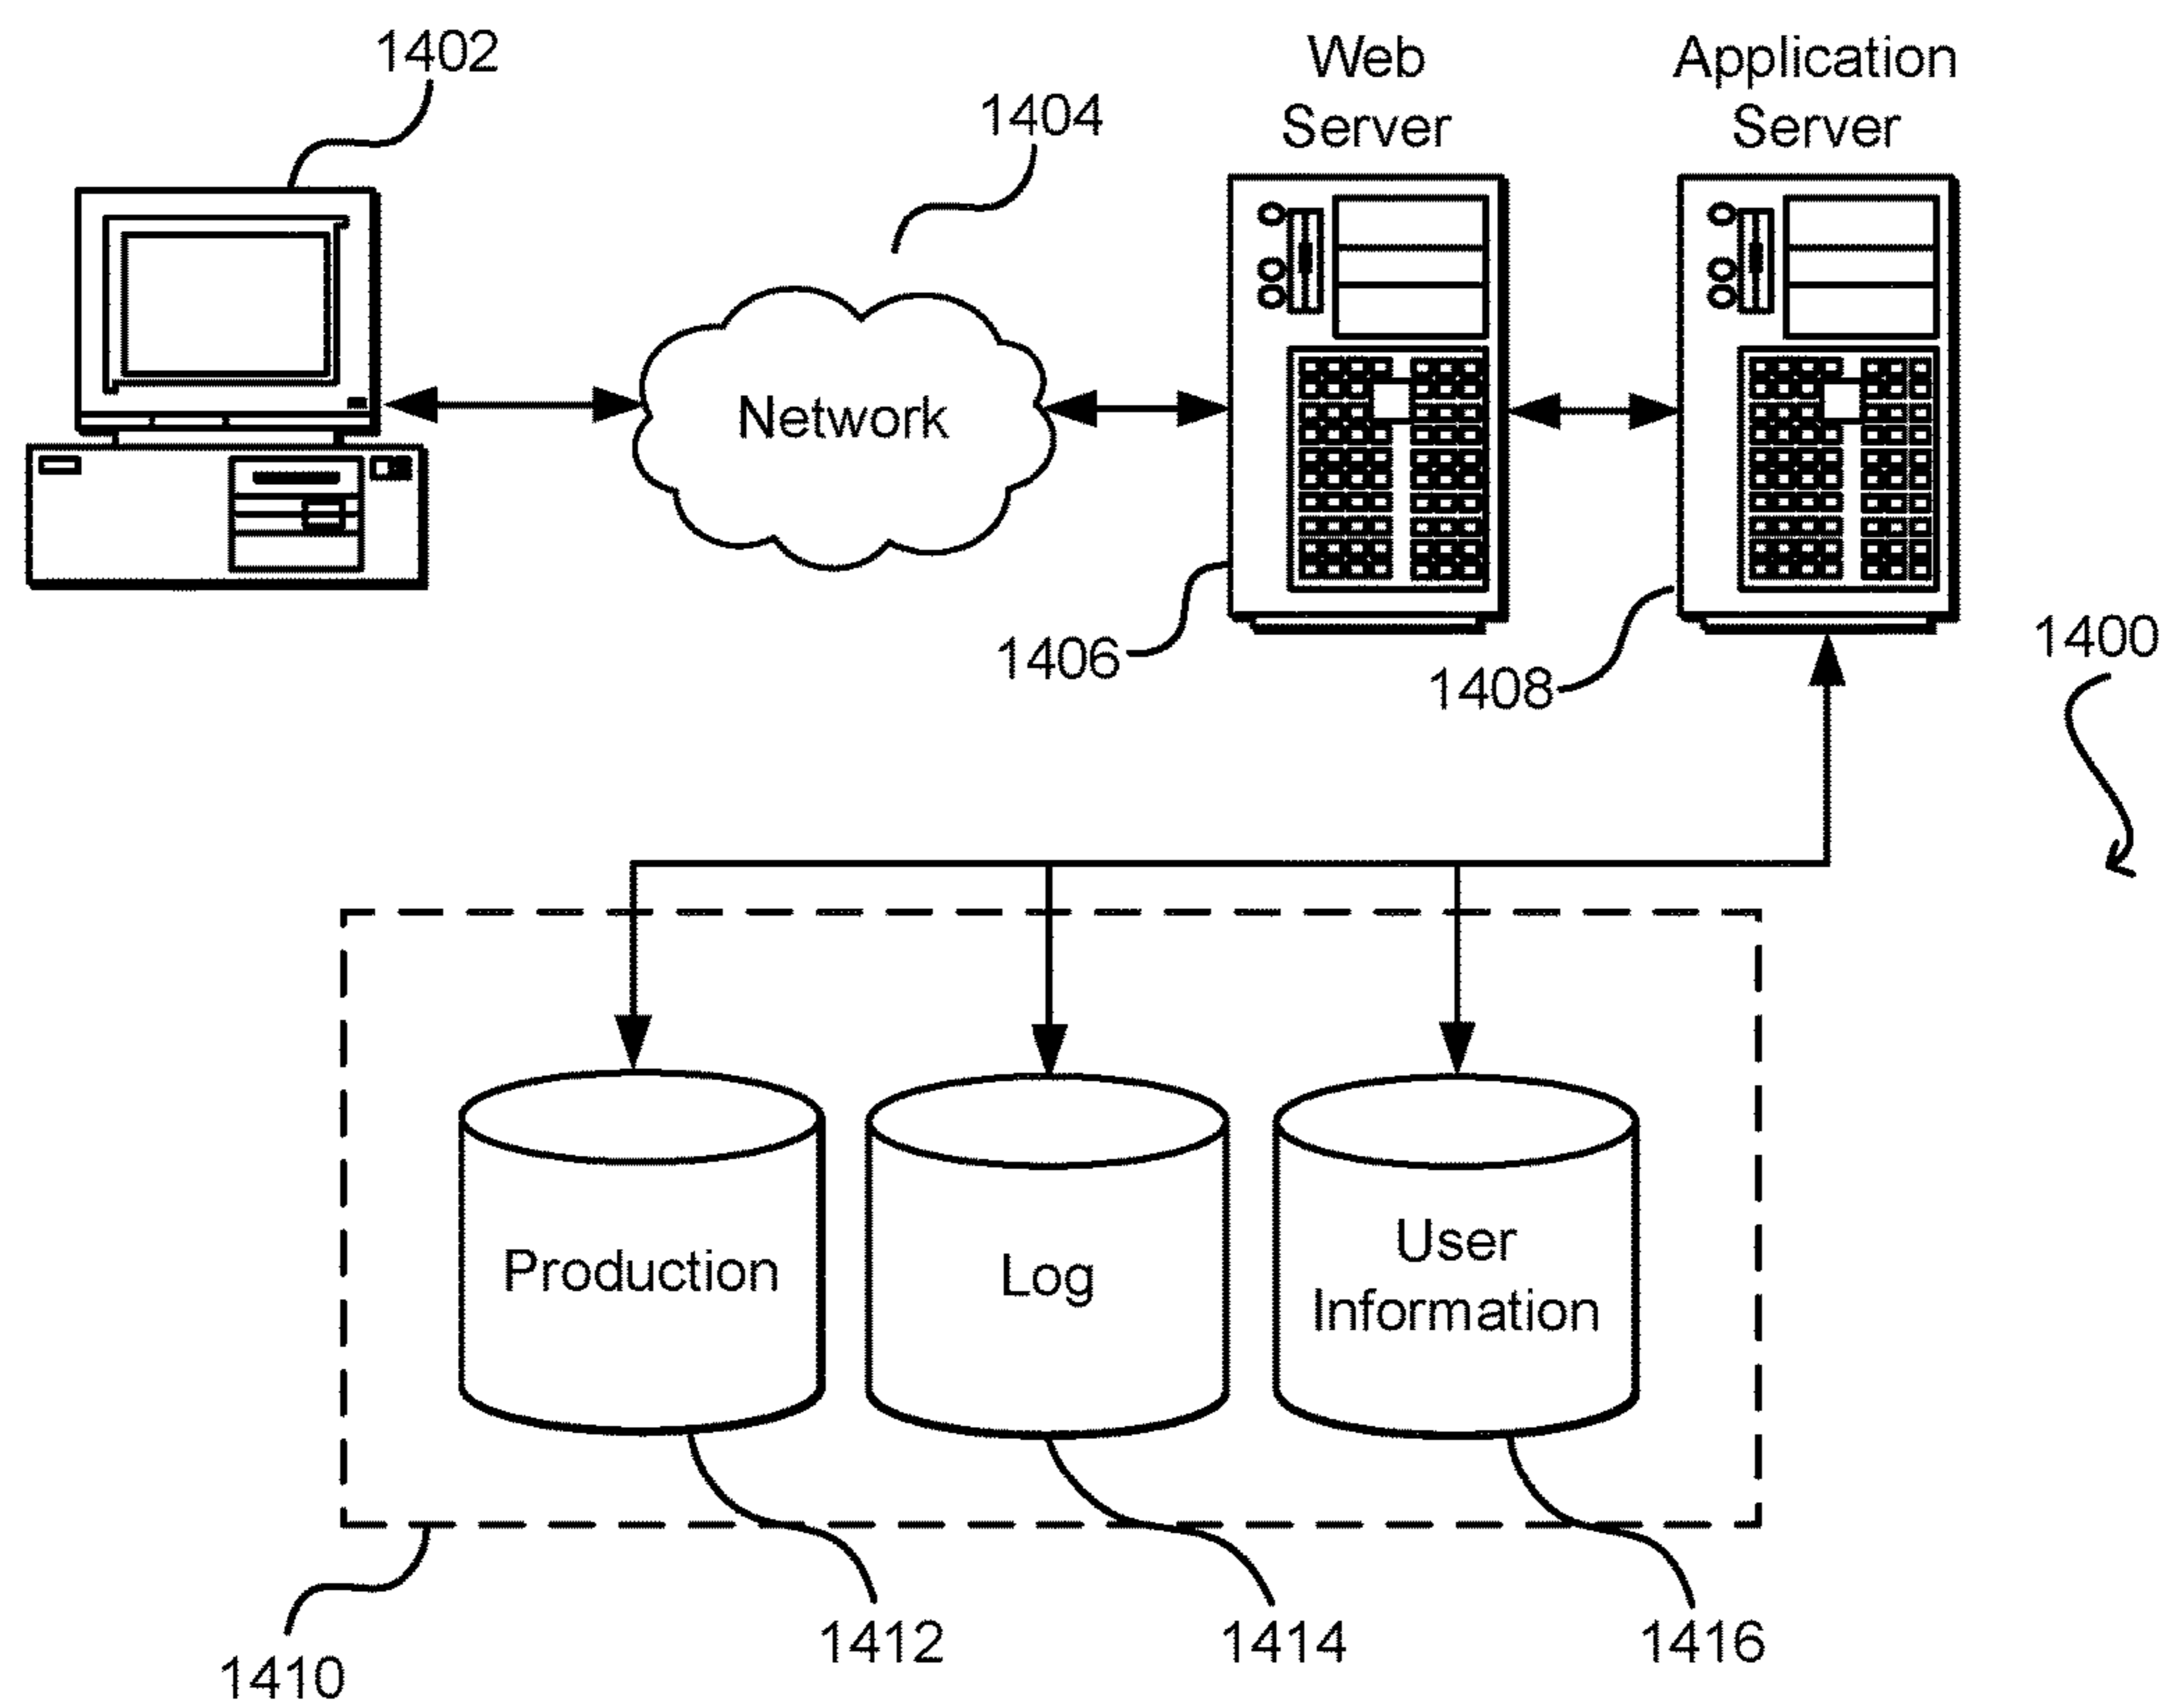 1402
1404
Web
Server
Application
Server
Network
1406
1408
1400
Production
Log
User
Information
1410
1412
1414
1416